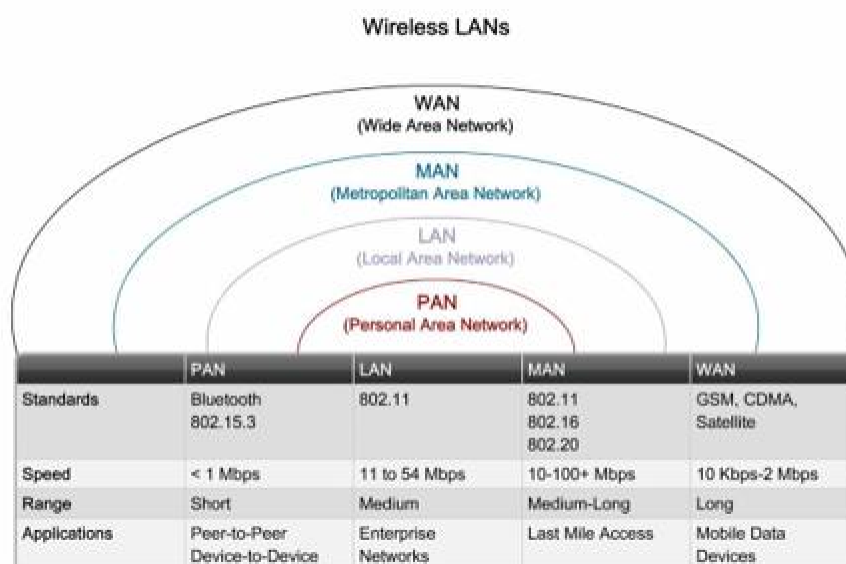 Wireless LANs
WAN
(Wide Area Network)
MAN
(Metropolitan Area Network)
LAN
(Local Area Network)
PAN
(Personal Area Network)
PAN LAN MAN WAN
Standards Bluetooth 802.11 802.11 GSM, CDMA,
802.15.3 802.16 Satellite
802.20
Speed < 1 Mbps 11 to 54 Mbps 10-100+ Mbps 10 Kbps-2 Mbps
Range Short Medium Medium-Long Long
Applications Peer-to-Peer Enterprise Last Mile Access Mobile Data
Device-to-Device Networks Devices